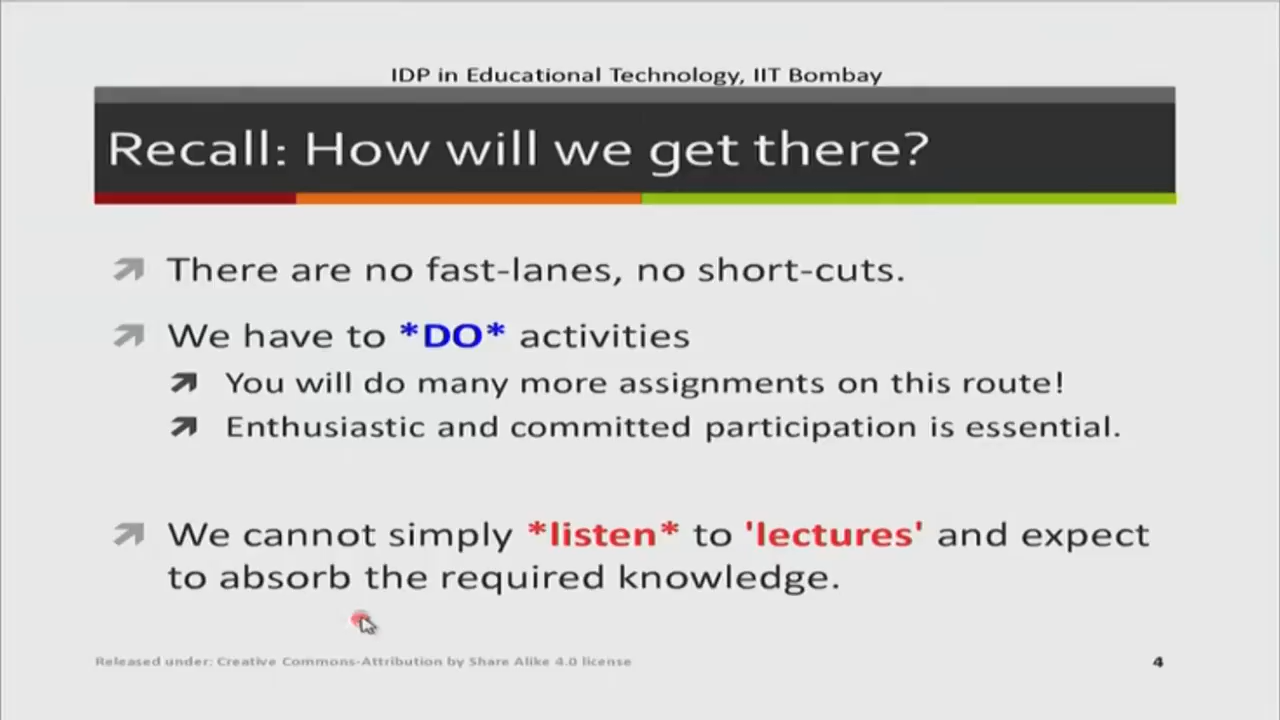 IDP in Educational Technology, IIT Bombay
Recall: How will we get there?
There are no fast-lanes, no short-cuts.
We have to *DO* activities
You will do many more assignments on this route!
Enthusiastic and committed participation is essential.
We cannot simply *listen* to 'lectures' and expect
to absorb the required knowledge.
Released under: Creative Commons-Attribution by Share Alike 4.0 license
4